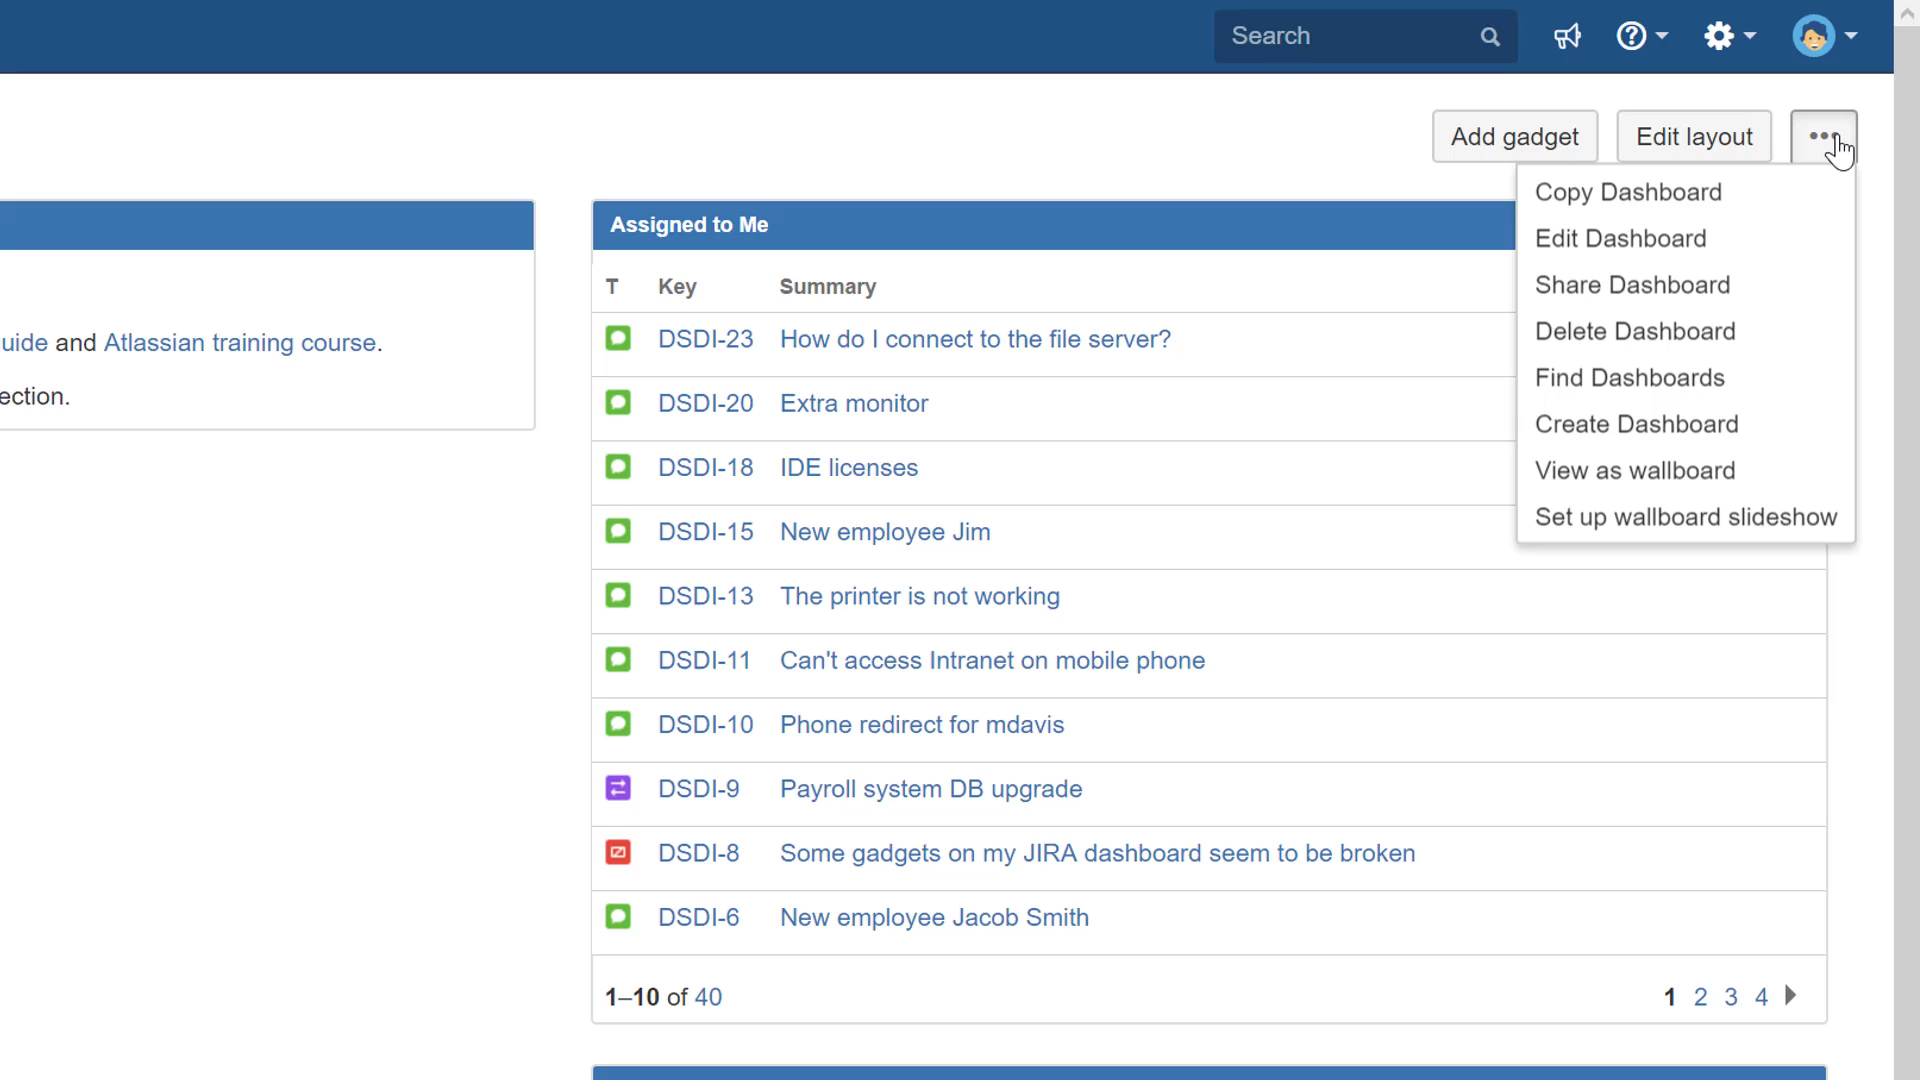 Search
Add gadget
Edit layout
Copy Dashboard
Edit Dashboard
Share Dashboard
Delete Dashboard
Find Dashboards
Create Dashboard
View as wallboard
Set up wallboard slideshow
uide and Atlassian training course.
ection.
Assigned to Me
T Key Summary
DSDI-23 How do I connect to the file server?
DSDI-20 Extra monitor
DSDI-18 IDE licenses
DSDI-15 New employee Jim
DSDI-13 The printer is not working
DSDI-11 Can't access Intranet on mobile phone
DSDI-10 Phone redirect for mdavis
DSDI-9 Payroll system DB upgrade
DSDI-8 Some gadgets on my JIRA dashboard seem to be broken
DSDI-6 New employee Jacob Smith
1–10 of 40
1 2 3 4